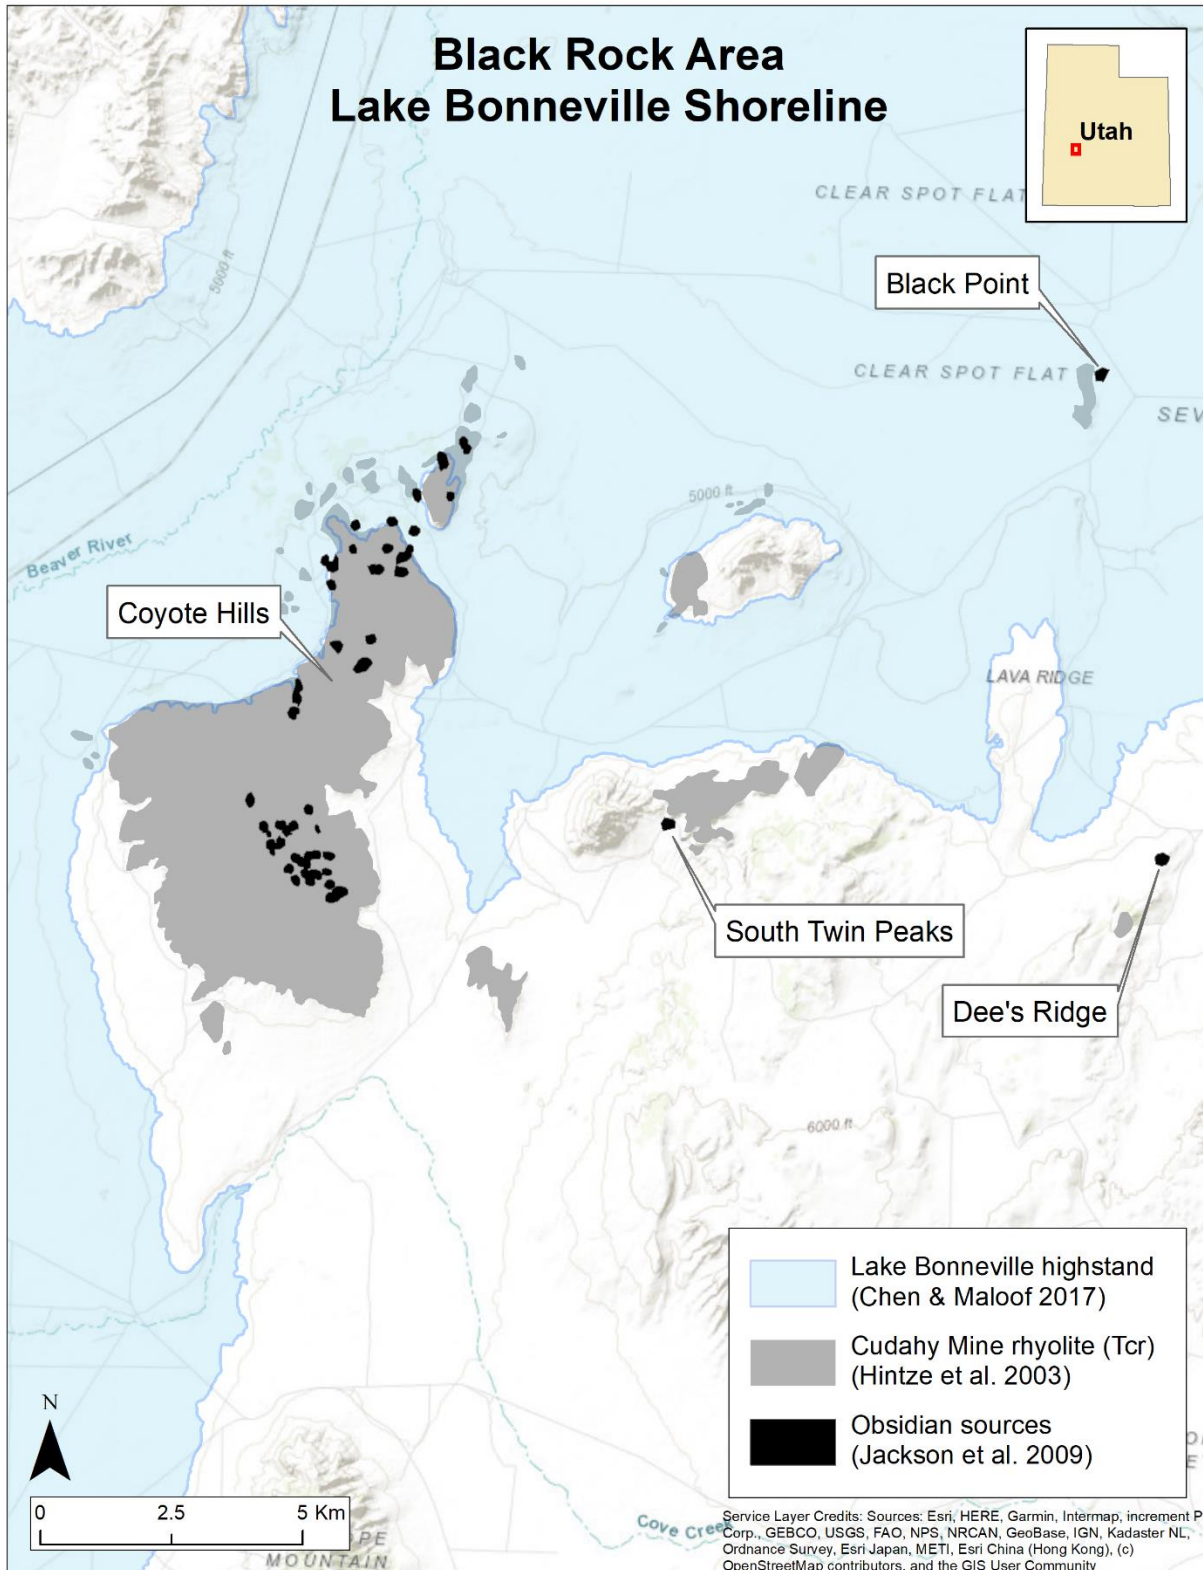 Black Rock Area
Lake Bonneville Shoreline
Utah
CLEAR SPOT FLAT
5000 ft
Black Point
CLEAR SPOT FLAT
SEV
5000 ft
Beaver River
Coyote Hills
LAVA RIDGE
South Twin Peaks
Dee's Ridge
6000 ft
Lake Bonneville highstand
(Chen & Maloof 2017)
Cudahy Mine rhyolite (Tcr)
(Hintze et al. 2003)
Obsidian sources
(Jackson et al. 2009)
N
0 2.5 5 Km
MOUNTAIN
Cove Creek
Service Layer Credits: Sources: Esri, HERE, Garmin, Intermap, increment P
Corp., GEBCO, USGS, FAO, NPS, NRCAN, GeoBase, IGN, Kadaster NL,
Ordnance Survey, Esri Japan, METI, Esri China (Hong Kong), (c)
OpenStreetMap contributors, and the GIS User Community